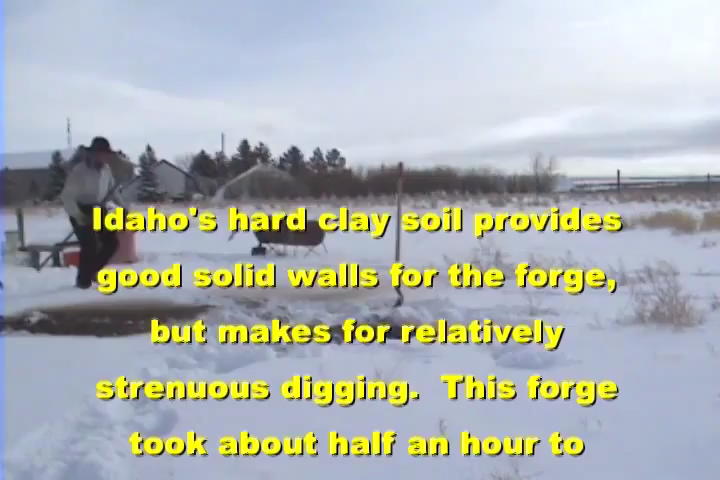 Idaho's hard clay soil provides
good solid walls for the forge,
but makes for relatively
strenuous digging.  This forge
took about half an hour to